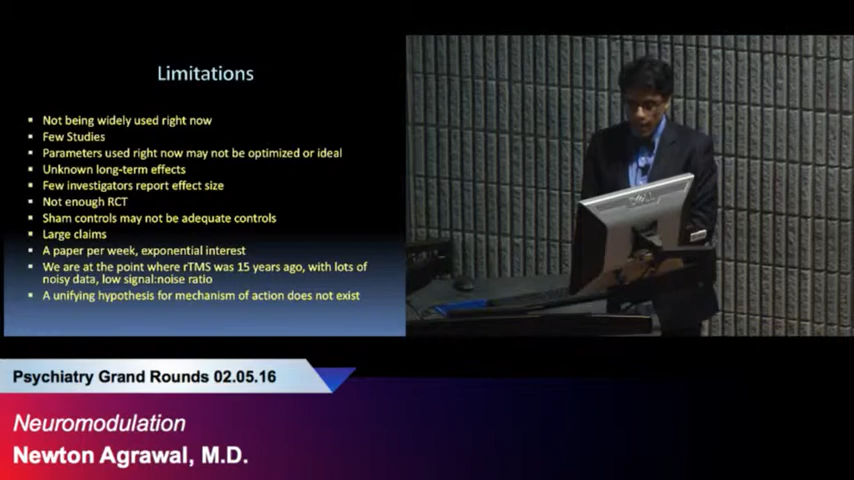 Limitations
Not being widely used right now
Few Studies
Parameters used right now may not be optimized or ideal
Unknown long-term effects
Few investigators report effect size
Not enough RCT
Sham controls may not be adequate controls
Large claims
A paper per week, exponential interest
We are at the point where rTMS was 15 years ago, with lots of
noisy data, low signal:noise ratio
A unifying hypothesis for mechanism of action does not exist
Psychiatry Grand Rounds 02.05.16
Neuromodulation
Newton Agrawal, M.D.